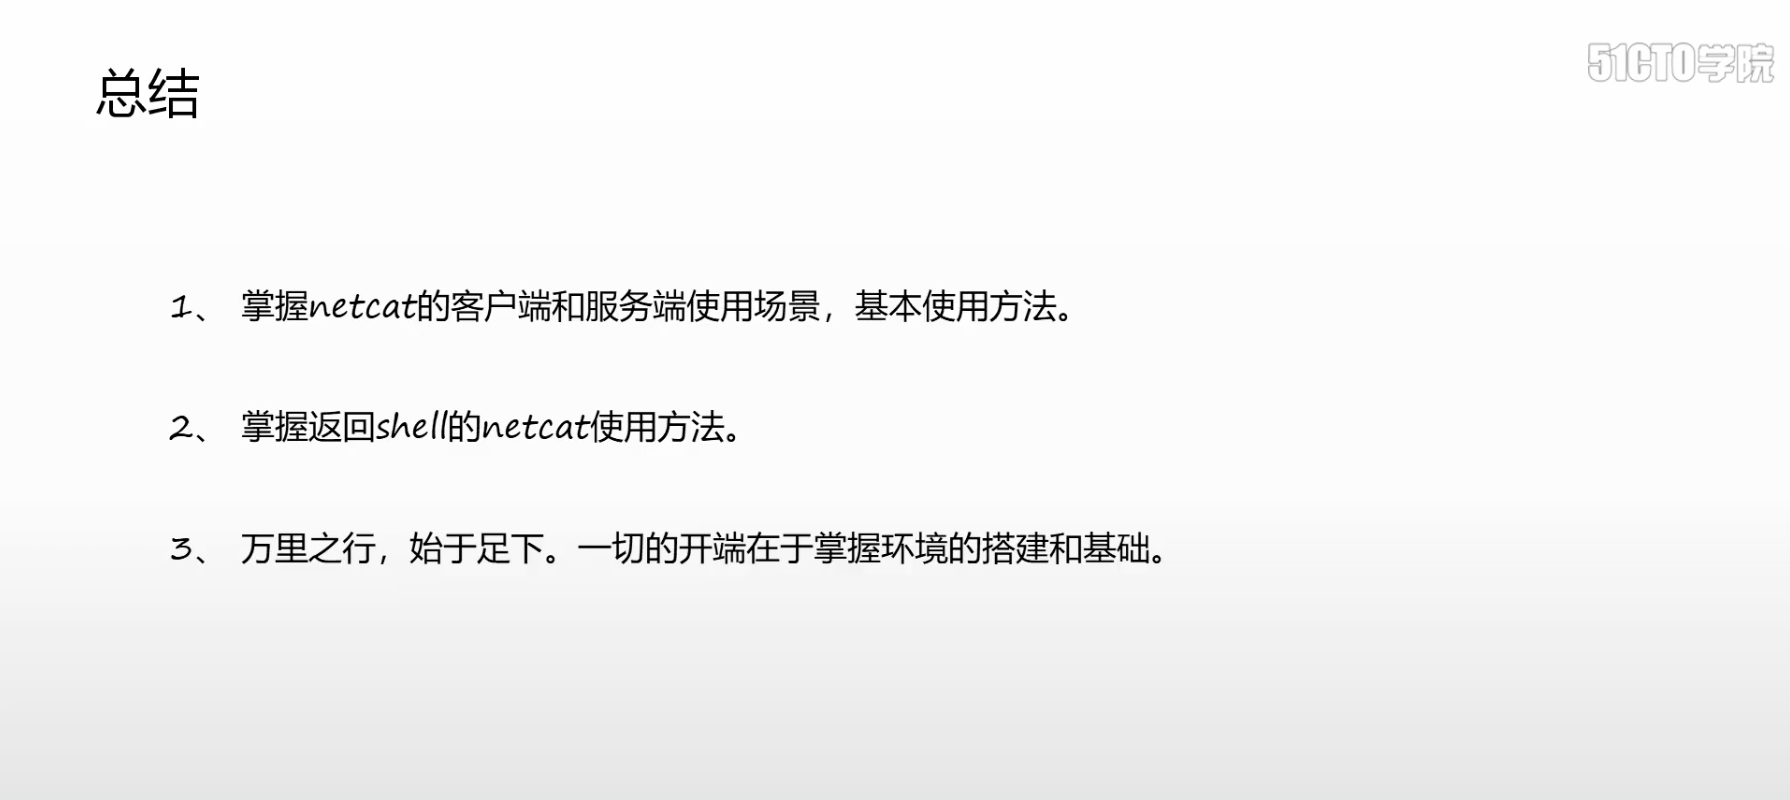 51CTO学院
总结
1、 掌握netcat的客户端和服务端使用场景，基本使用方法。
2、 掌握返回shell的netcat使用方法。
3、 万里之行，始于足下。一切的开端在于掌握环境的搭建和基础。